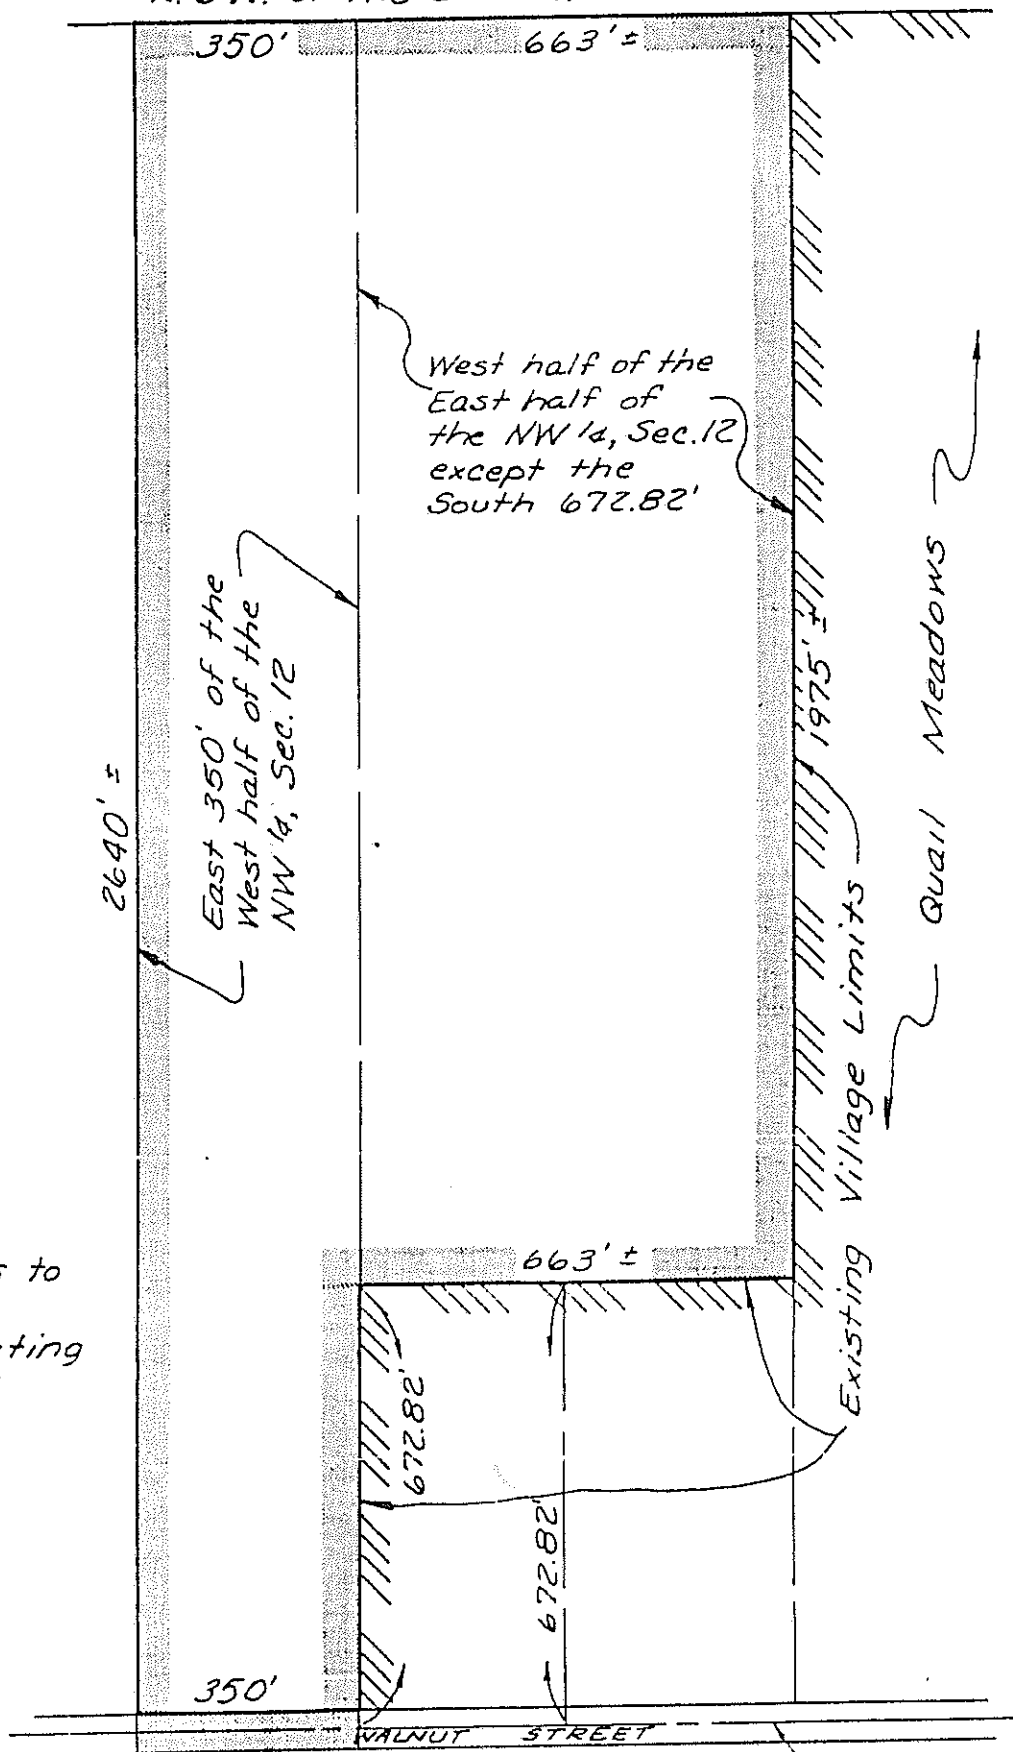 350'
663' ±
West half of the
East half of
the NW ¼, Sec. 12
except the
South 672.82'
East 350' of the
West half of the
NW ¼, Sec. 12
2640' ±
1975' ±
Quail Meadows
Existing Village Limits
663' ±
to
672.82'
672.82'
350'
WALNUT STREET